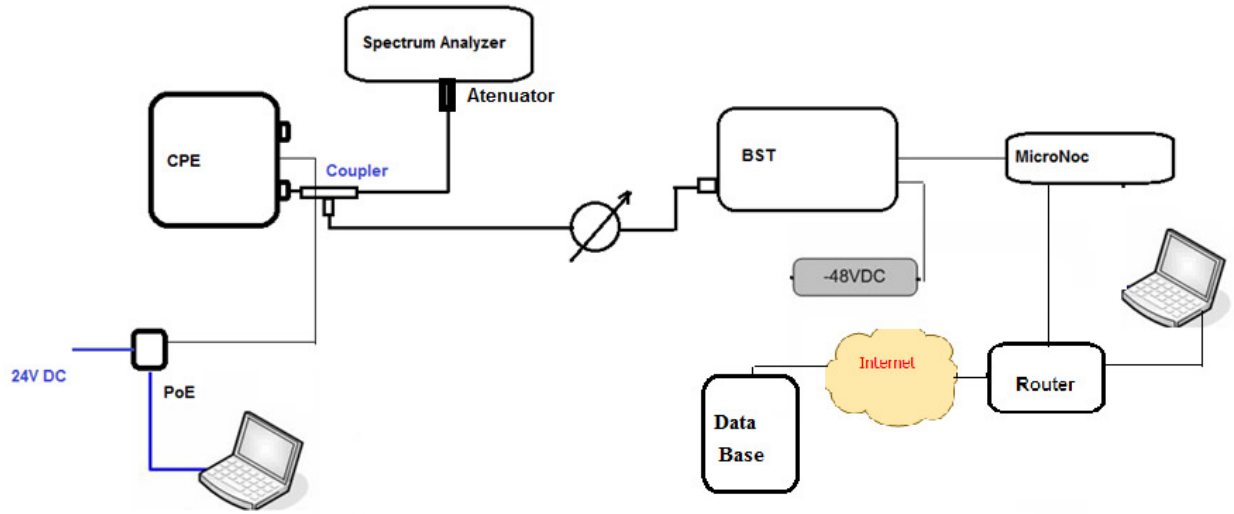 Spectrum Analyzer
Atenuator
CPE
Coupler
BST
MicroNoc
-48VDC
24V DC
PoE
Internet
Router
Data
Base